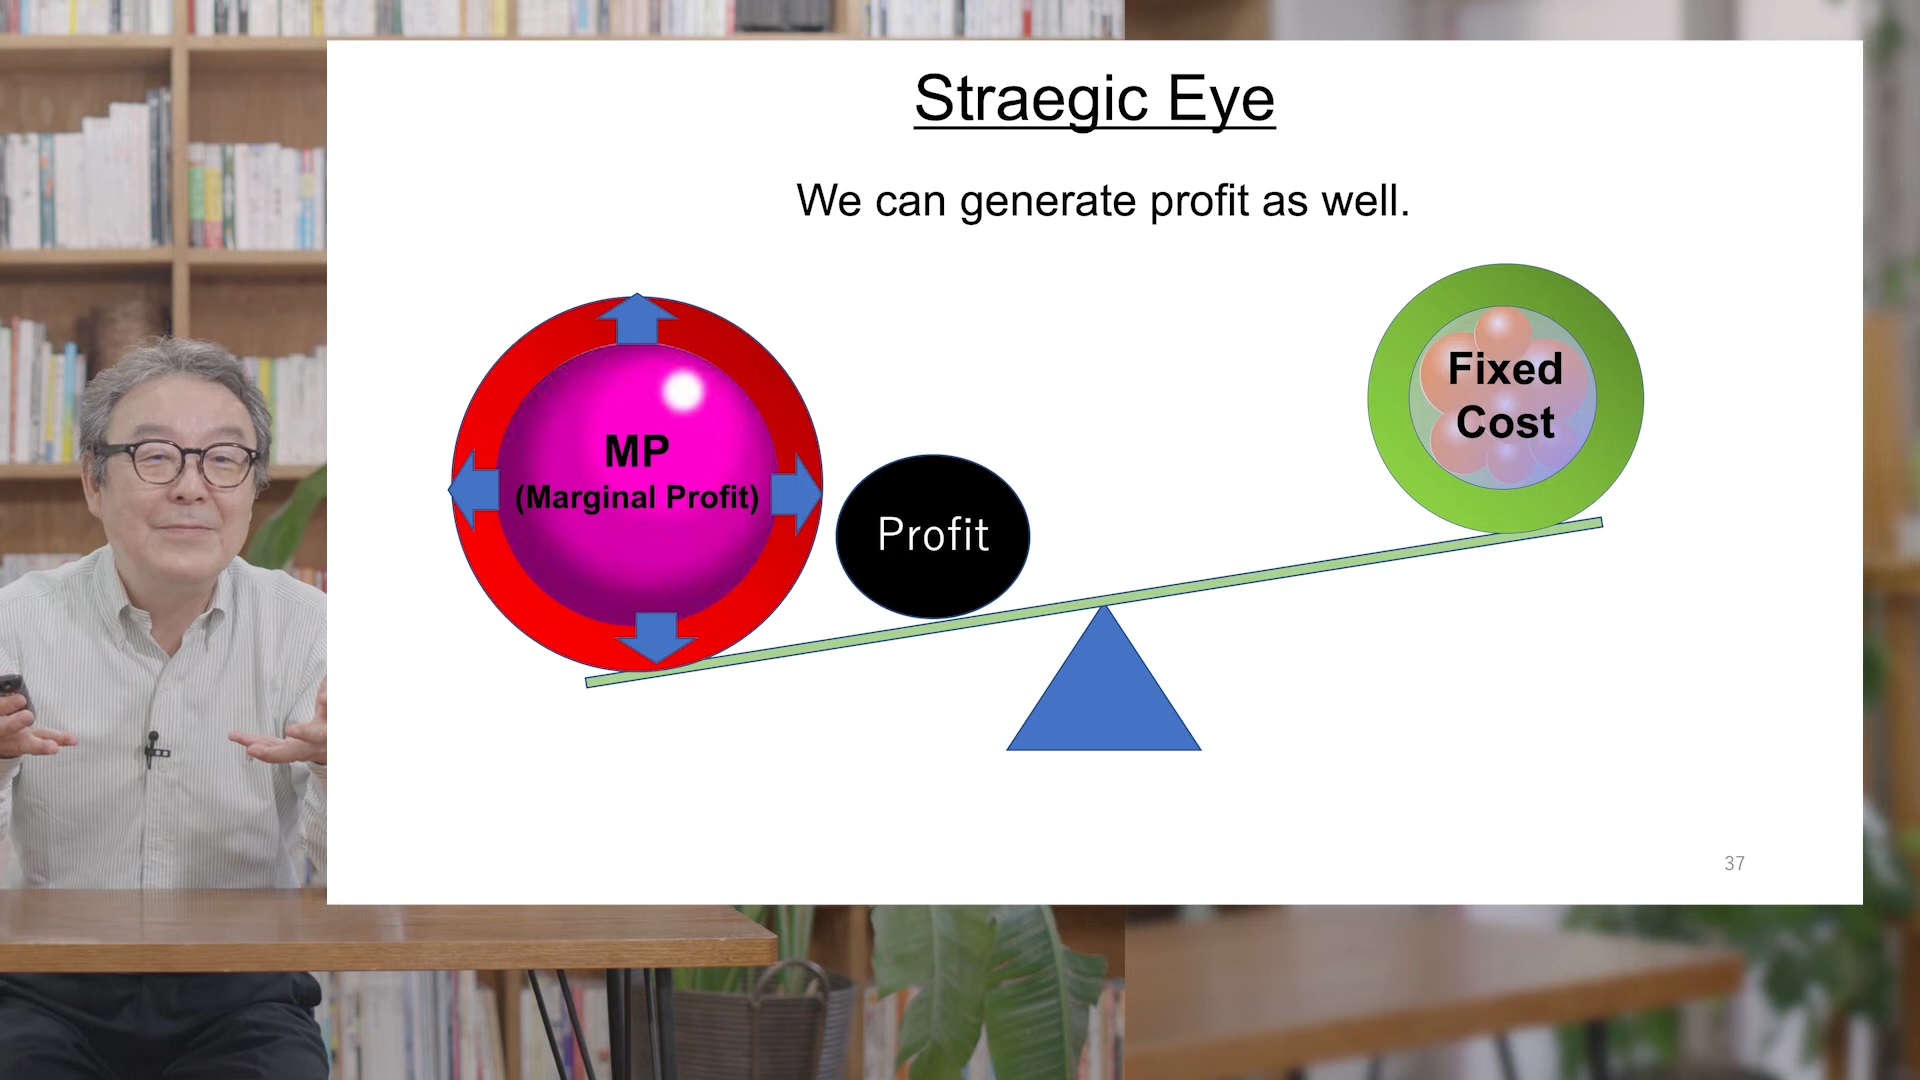 Straegic Eye
We can generate profit as well.
MP
(Marginal Profit)
Profit
Fixed
Cost
37